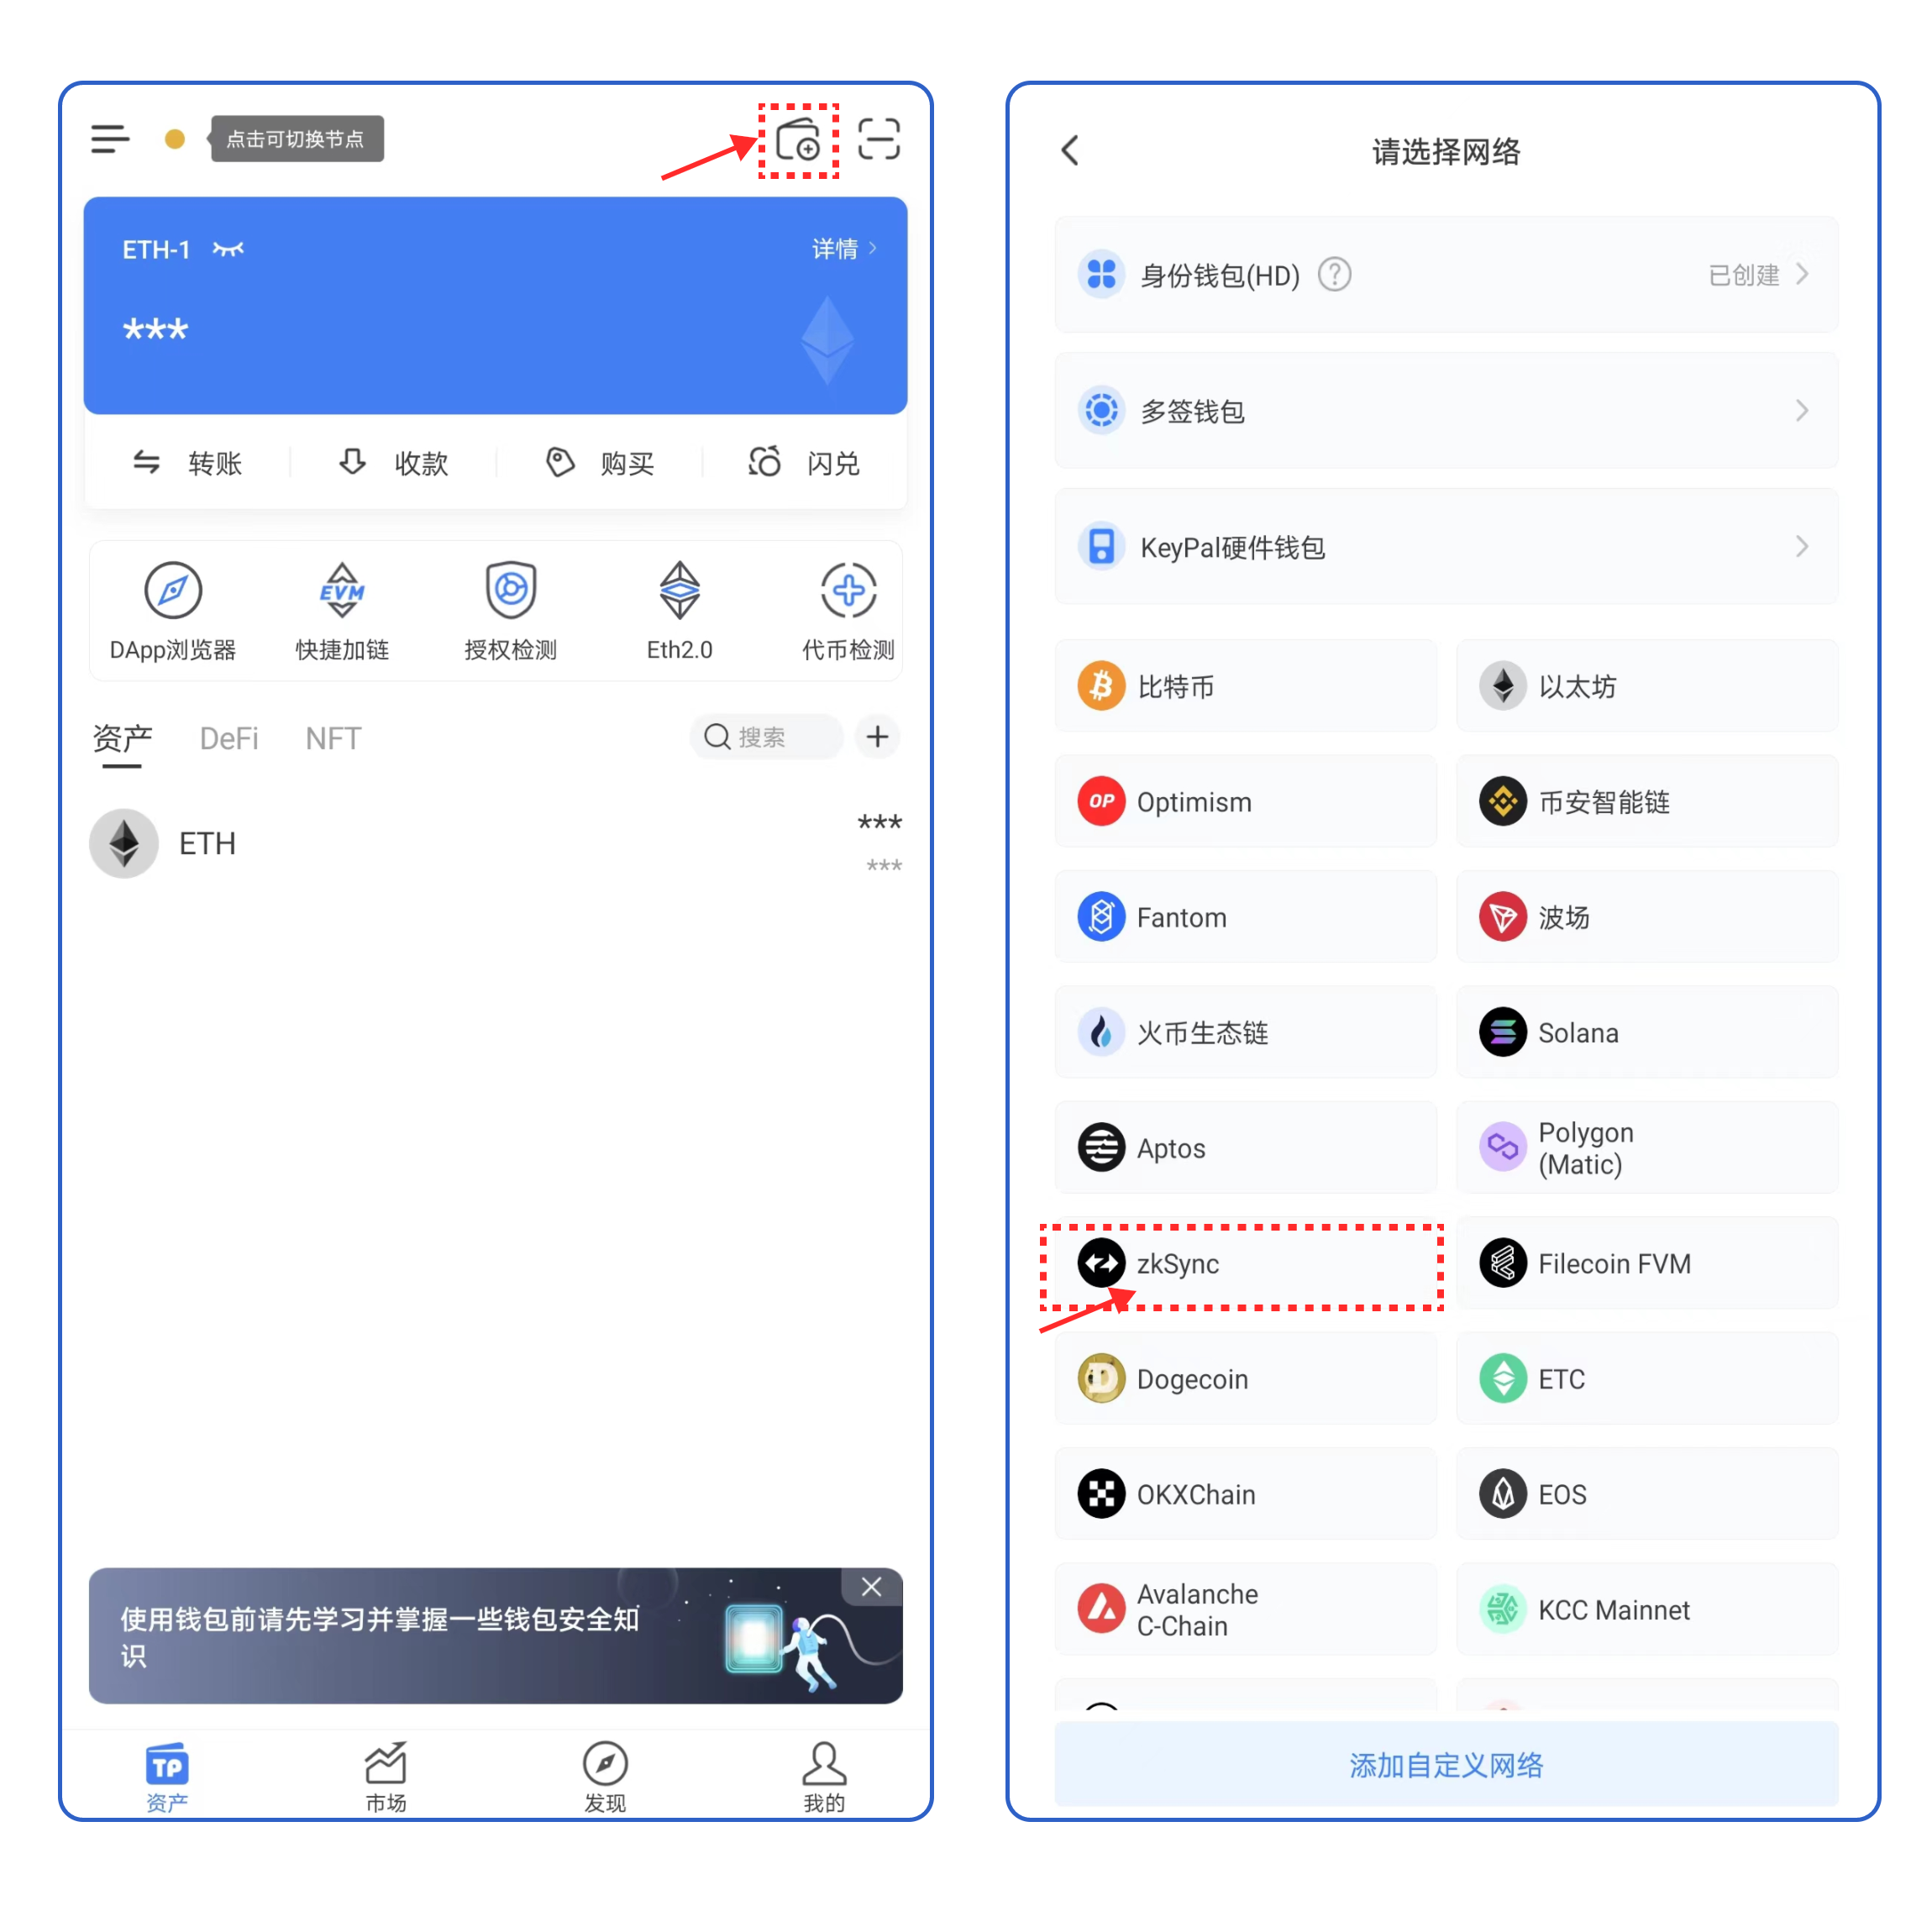 点击可切换节点
ETH-1
详情
***
转账
收款
购买
闪兑
EVM
DApp浏览器
快捷加链
授权检测
Eth2.0
代币检测
资产
DeFi
NFT
搜索
ETH
***
***
使用钱包前请先学习并掌握一些钱包安全知
识
TP
资产
市场
发现
我的
请选择网络
身份钱包(HD)
?
已创建
多签钱包
KeyPal硬件钱包
比特币
以太坊
OP
Optimism
币安智能链
Fantom
波场
火币生态链
Solana
Aptos
Polygon
(Matic)
zkSync
Filecoin FVM
Dogecoin
ETC
OKXChain
EOS
Avalanche
C-Chain
KCC Mainnet
添加自定义网络